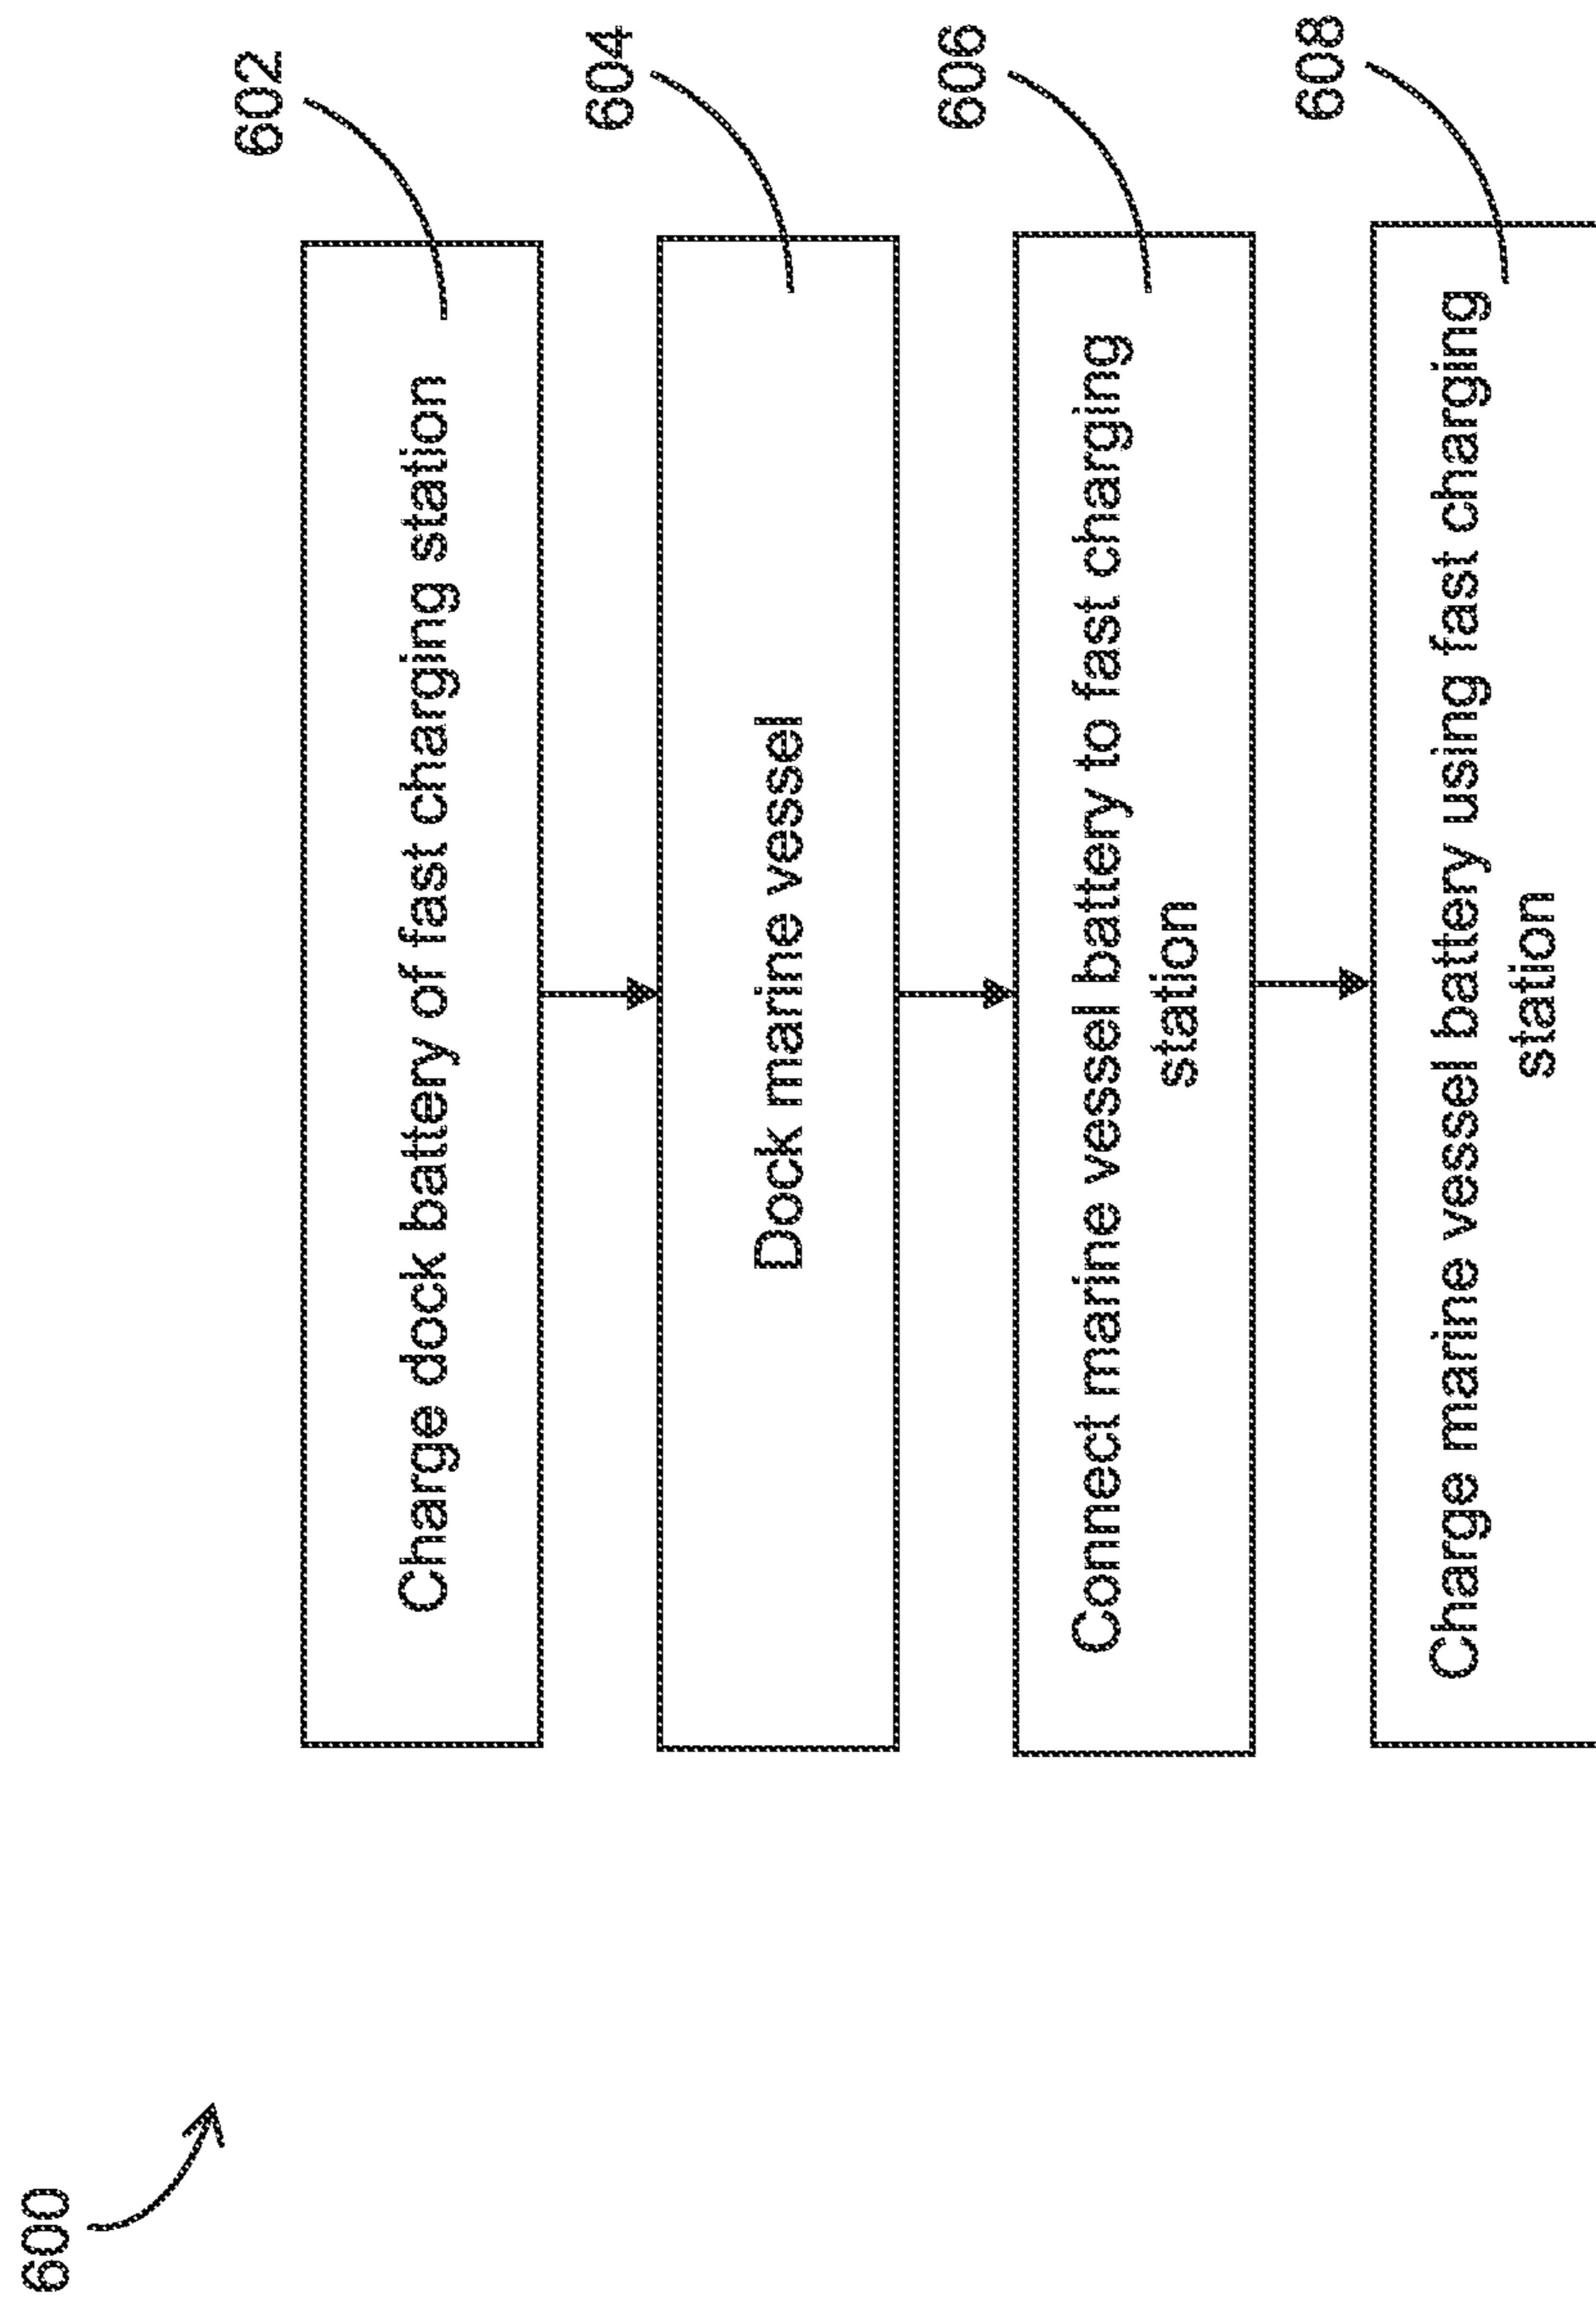 600
602
Charge dock battery of fast charging station
604
Dock marine vessel
606
Connect marine vessel battery to fast charging
station
608
Charge marine vessel battery using fast charging
station